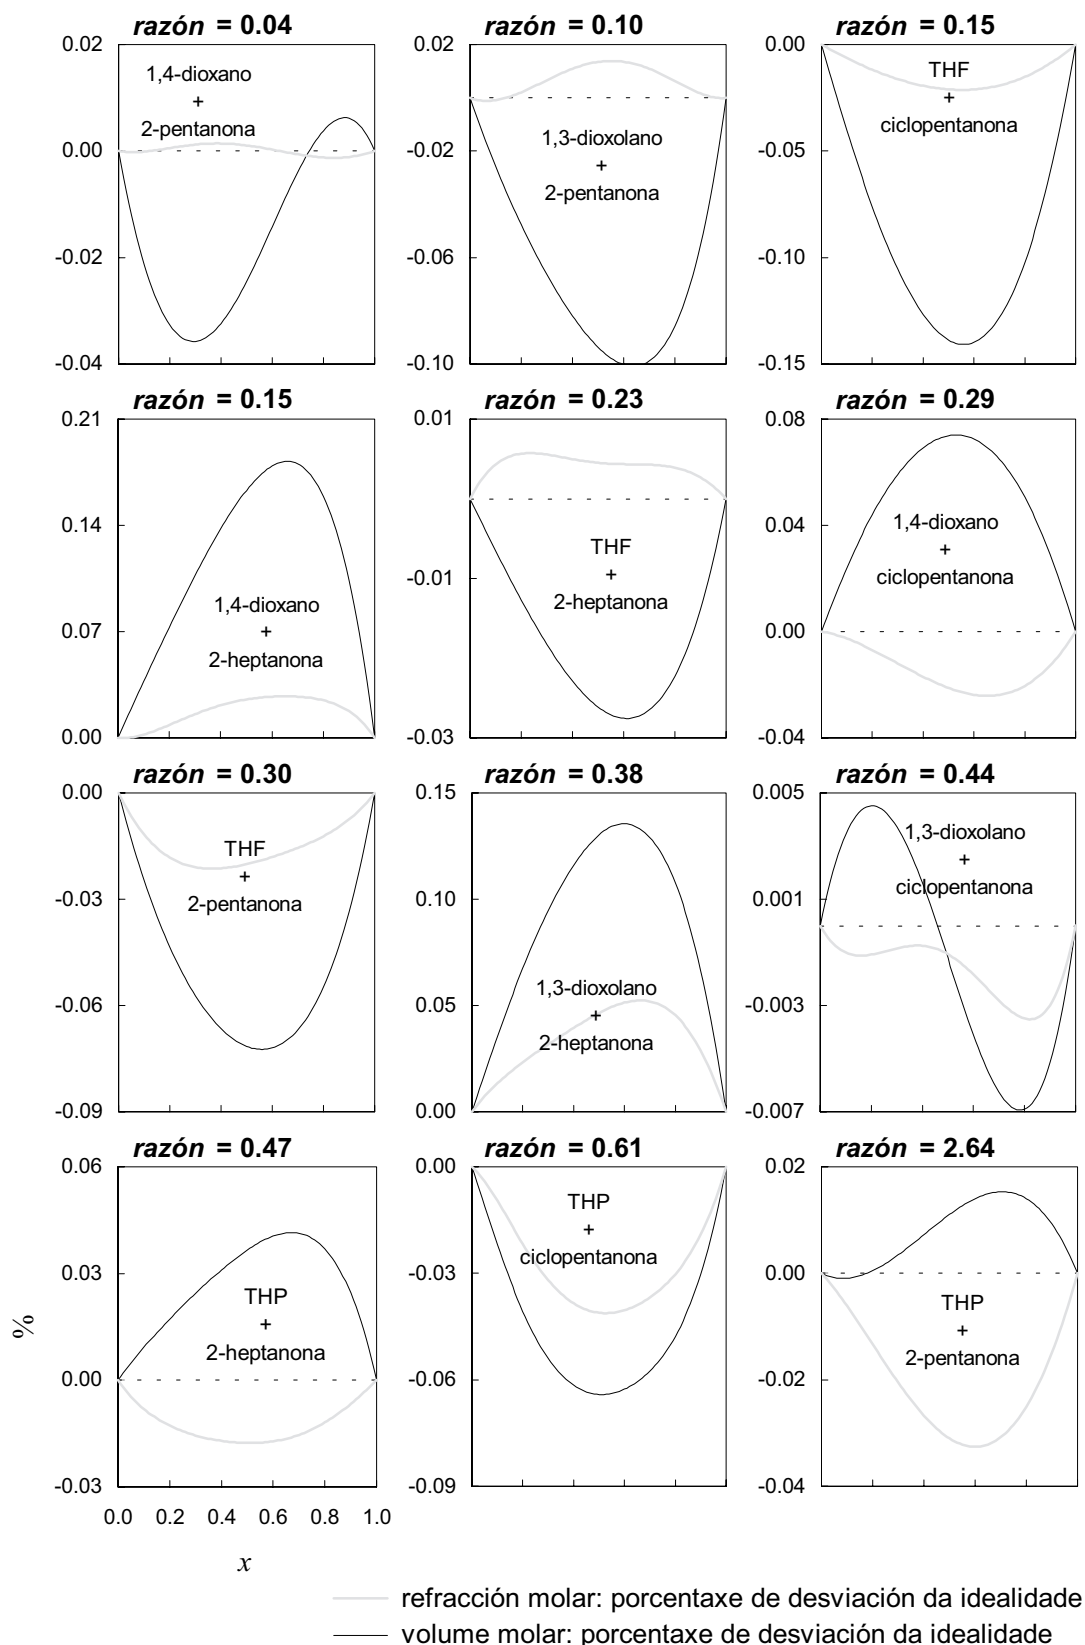 razón = 0.04
0.02
0.00
-0.02
-0.04
1,4-dioxano
+
2-pentanona
razón = 0.10
0.02
-0.02
-0.06
-0.10
1,3-dioxolano
+
2-pentanona
razón = 0.15
0.00
-0.05
-0.10
-0.15
THF
+
ciclopentanona
razón = 0.15
0.21
0.14
0.07
0.00
1,4-dioxano
+
2-heptanona
razón = 0.23
0.01
-0.01
-0.03
THF
+
2-heptanona
razón = 0.29
0.08
0.04
0.00
-0.04
1,4-dioxano
+
ciclopentanona
razón = 0.30
0.00
-0.03
-0.06
-0.09
THF
+
2-pentanona
razón = 0.38
0.15
0.10
0.05
0.00
1,3-dioxolano
+
2-heptanona
razón = 0.44
0.005
0.001
-0.003
-0.007
1,3-dioxolano
+
ciclopentanona
razón = 0.47
0.06
0.03
0.00
-0.03
THP
+
2-heptanona
0.0 0.2 0.4 0.6 0.8 1.0
%
x
razón = 0.61
0.00
-0.03
-0.06
-0.09
THP
+
ciclopentanona
razón = 2.64
0.02
0.00
-0.02
-0.04
THP
+
2-pentanona
refracción molar: porcentaxe de desviación da idealidade
volume molar: porcentaxe de desviación da idealidade